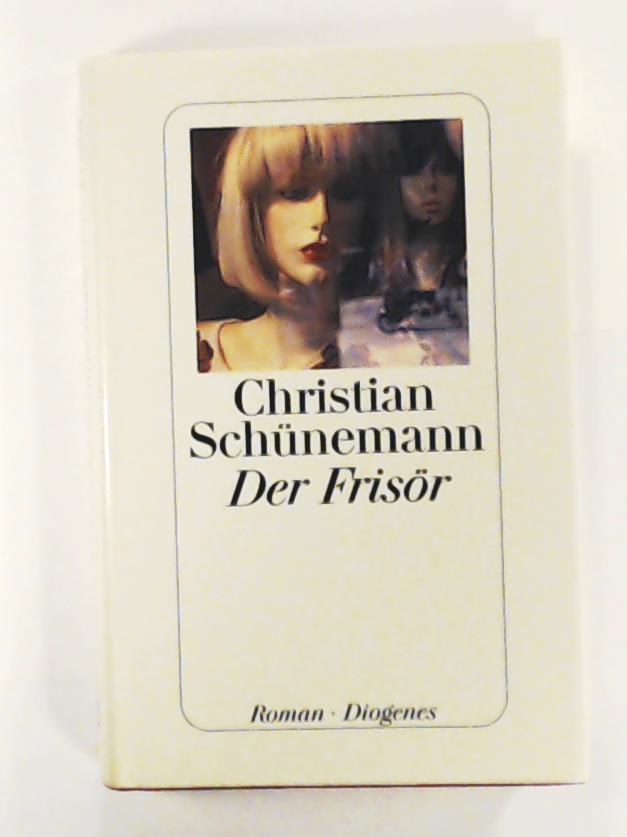 Christian
Schünemann
Der Frisör
Roman · Diogenes